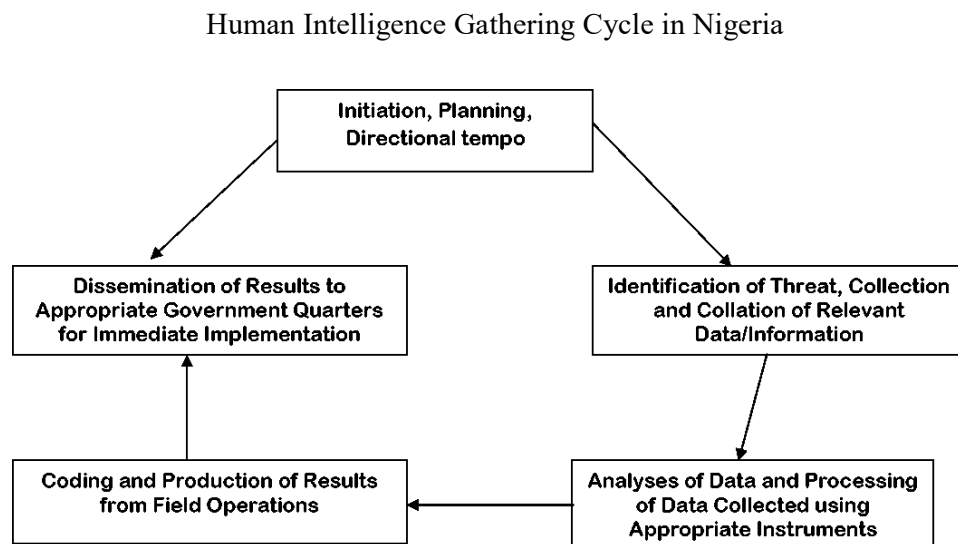 Human Intelligence Gathering Cycle in Nigeria
Initiation, Planning,
Directional tempo
Dissemination of Results to
Appropriate Government Quarters
for Immediate Implementation
Identification of Threat, Collection
and Collation of Relevant
Data/Information
Coding and Production of Results
from Field Operations
Analyses of Data and Processing
of Data Collected using
Appropriate Instruments